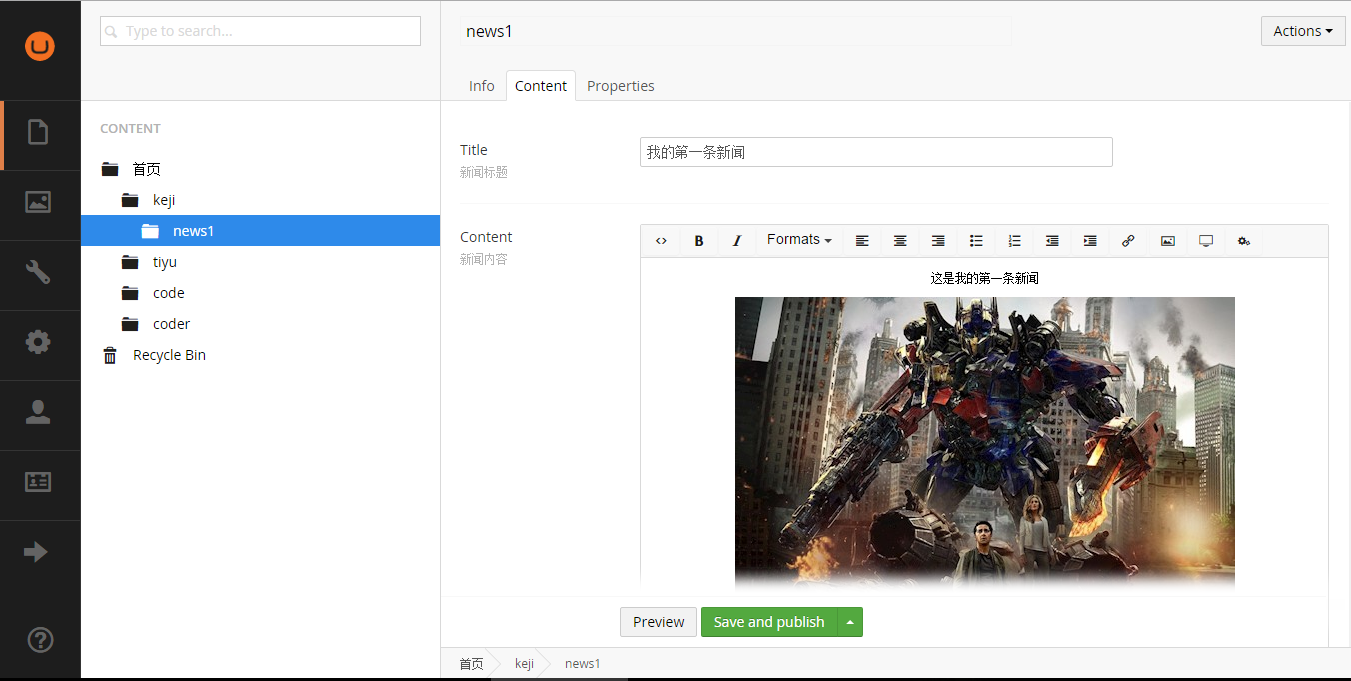 Type to search...
CONTENT
首页
keji
news1
tiyu
code
coder
Recycle Bin
news1
Actions
Info Content Properties
Title
新闻标题
我的第一条新闻
Content
新闻内容
B I Formats
这是我的第一条新闻
Preview Save and publish
首页 keji news1